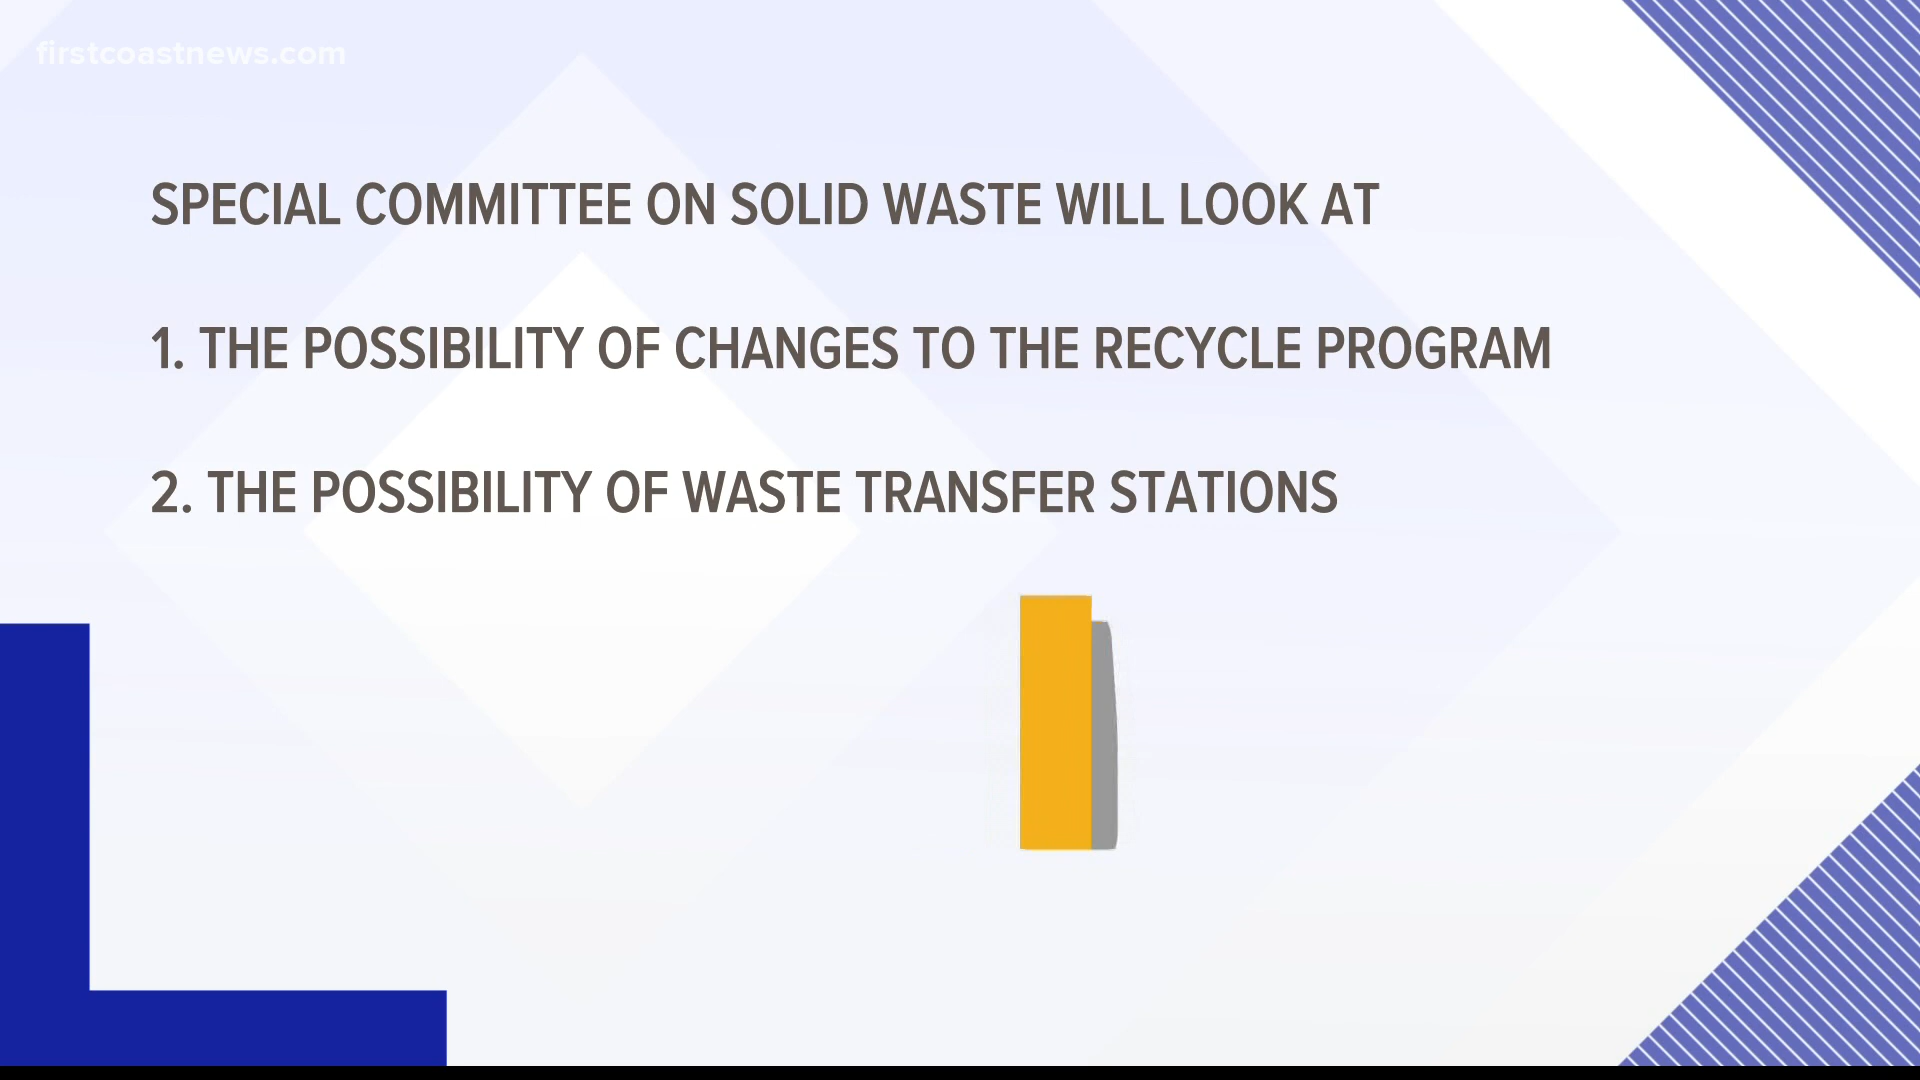 firstcoastnews.com
SPECIAL COMMITTEE ON SOLID WASTE WILL LOOK AT
1. THE POSSIBILITY OF CHANGES TO THE RECYCLE PROGRAM
2. THE POSSIBILITY OF WASTE TRANSFER STATIONS